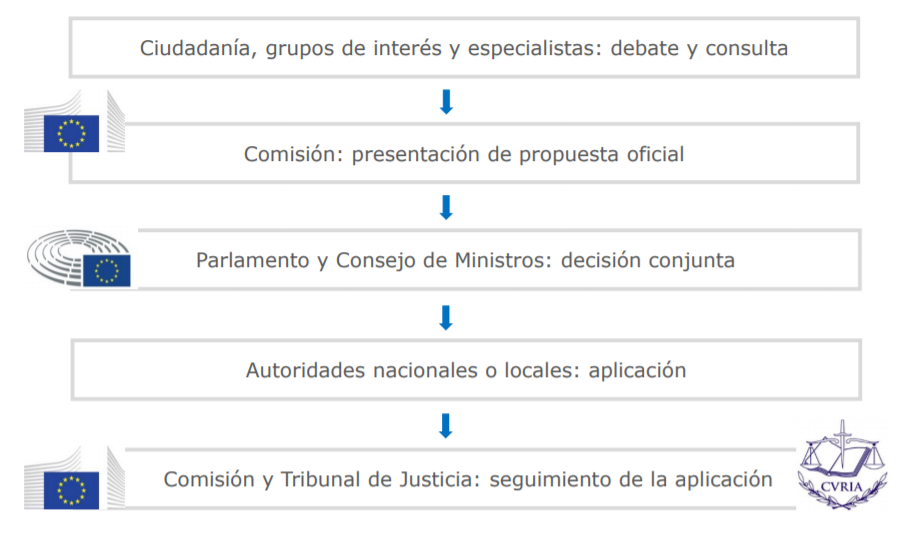 Ciudadanía, grupos de interés y especialistas: debate y consulta
Comisión: presentación de propuesta oficial
Parlamento y Consejo de Ministros: decisión conjunta
Autoridades nacionales o locales: aplicación
Comisión y Tribunal de Justicia: seguimiento de la aplicación
CVRIA